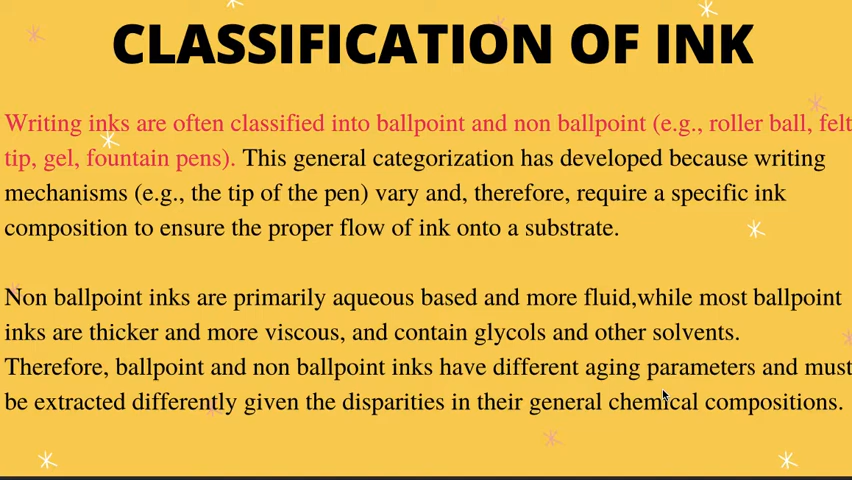 CLASSIFICATION OF INK
Writing inks are often classified into ballpoint and non ballpoint (e.g., roller ball, felt
tip, gel, fountain pens). This general categorization has developed because writing
mechanisms (e.g., the tip of the pen) vary and, therefore, require a specific ink
composition to ensure the proper flow of ink onto a substrate.
Non ballpoint inks are primarily aqueous based and more fluid,while most ballpoint
inks are thicker and more viscous, and contain glycols and other solvents.
Therefore, ballpoint and non ballpoint inks have different aging parameters and must
be extracted differently given the disparities in their general chemical compositions.